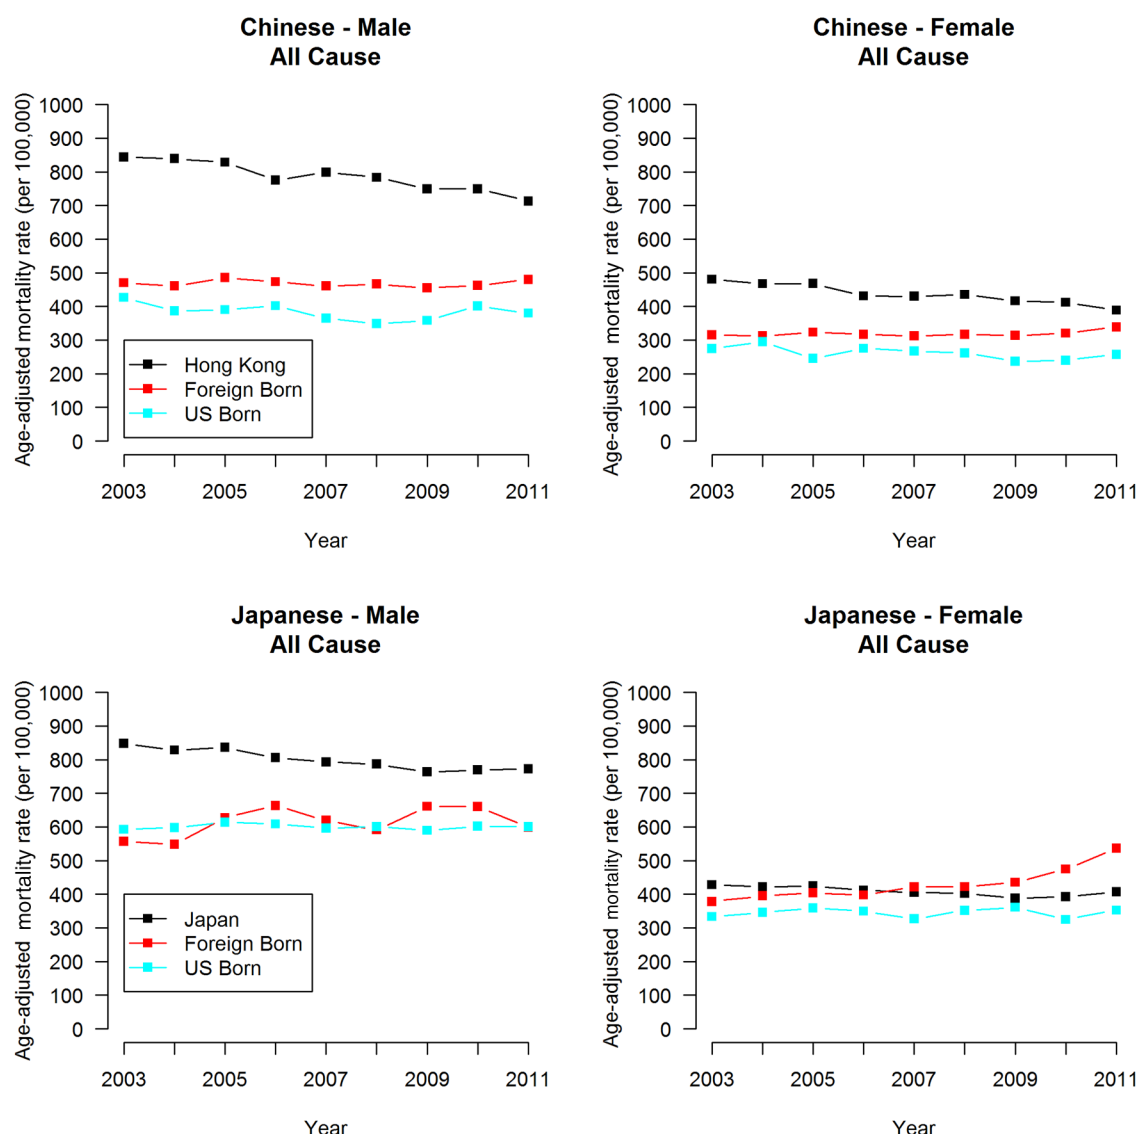 Chinese - Male
All Cause
Age-adjusted mortality rate (per 100,000)
1000
900
800
700
600
500
400
300
200
100
0
Hong Kong
Foreign Born
US Born
2003 2005 2007 2009 2011
Year
Chinese - Female
All Cause
Age-adjusted mortality rate (per 100,000)
1000
900
800
700
600
500
400
300
200
100
0
2003 2005 2007 2009 2011
Year
Japanese - Male
All Cause
Age-adjusted mortality rate (per 100,000)
1000
900
800
700
600
500
400
300
200
100
0
Japan
Foreign Born
US Born
2003 2005 2007 2009 2011
Year
Japanese - Female
All Cause
Age-adjusted mortality rate (per 100,000)
1000
900
800
700
600
500
400
300
200
100
0
2003 2005 2007 2009 2011
Year